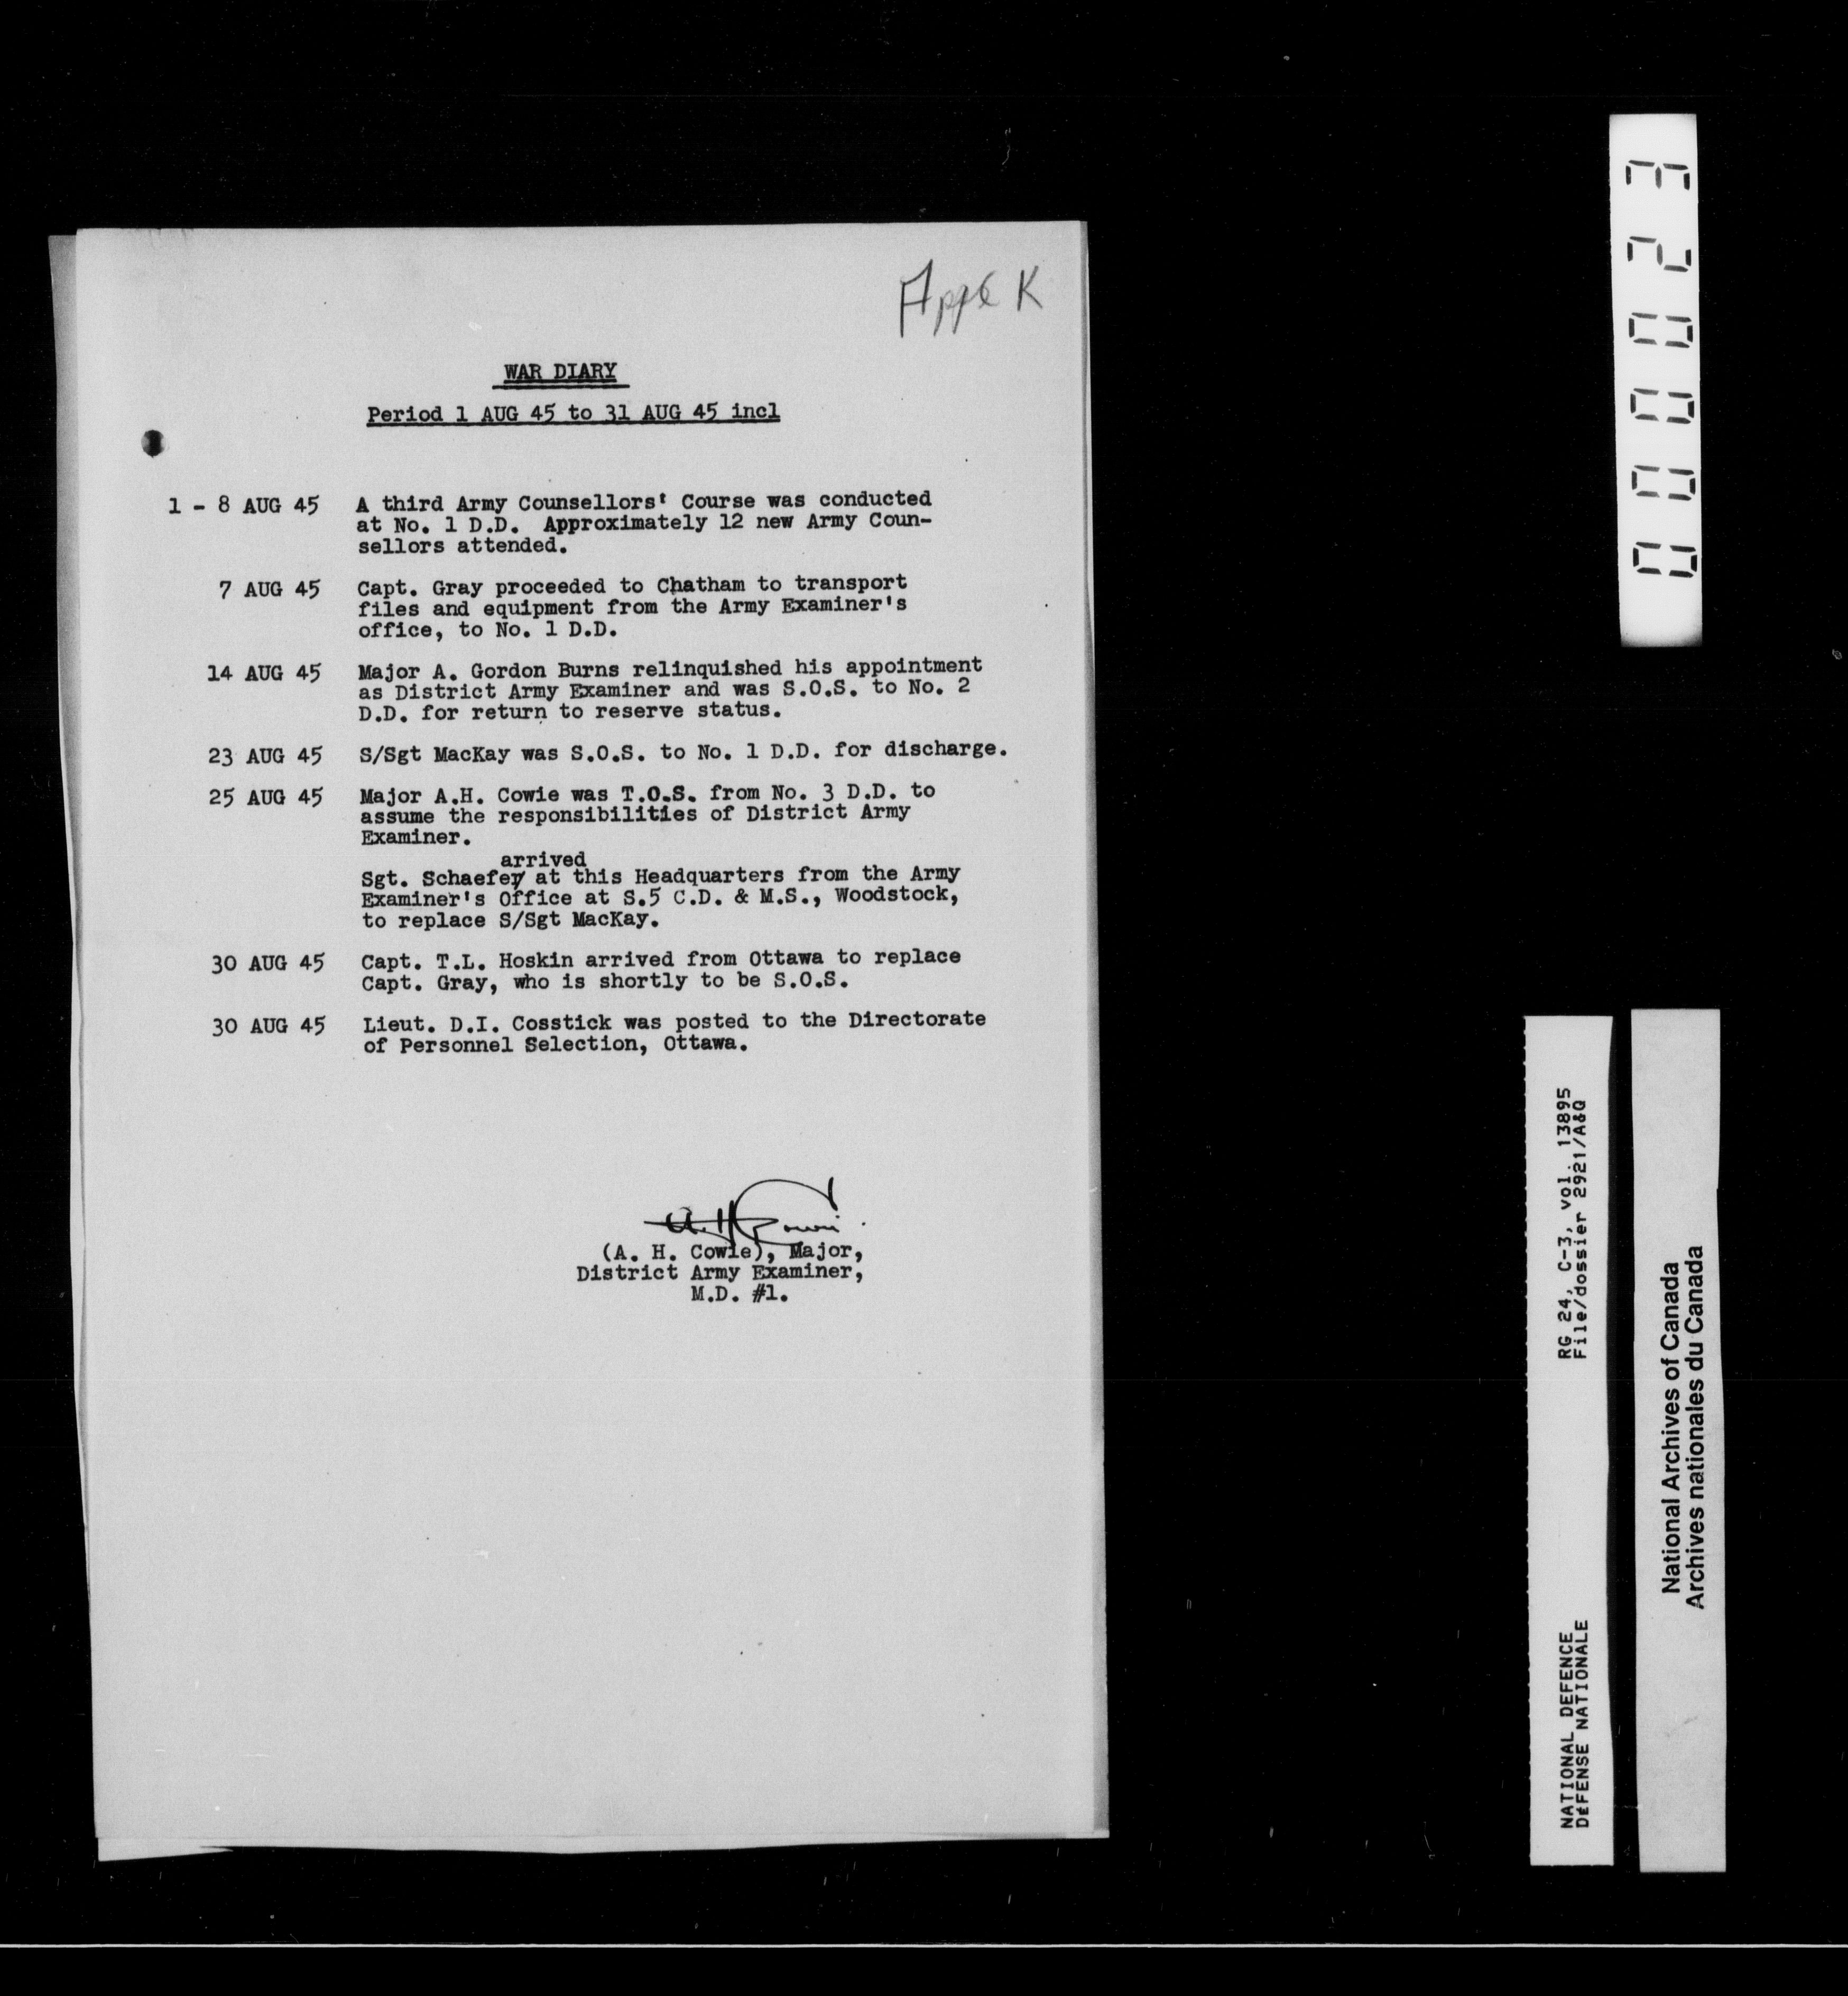 Appx K
WAR DIARY
Period 1 AUG 45 to 31 AUG 45 incl
1 - 8 AUG 45 A third Army Counsellors' Course was conducted
at No. 1 D.D. Approximately 12 new Army Coun-
sellors attended.
7 AUG 45 Capt. Gray proceeded to Chatham to transport
files and equipment from the Army Examiner's
office, to No. 1 D.D.
14 AUG 45 Major A. Gordon Burns relinquished his appointment
as District Army Examiner and was S.O.S. to No. 2
D.D. for return to reserve status.
23 AUG 45 S/Sgt MacKay was S.O.S. to No. 1 D.D. for discharge.
25 AUG 45 Major A.H. Cowie was T.O.S. from No. 3 D.D. to
assume the responsibilities of District Army
Examiner.
arrived
Sgt. Schaefer/ at this Headquarters from the Army
Examiner's Office at S.5 C.D. & M.S., Woodstock,
to replace S/Sgt MacKay.
30 AUG 45 Capt. T.L. Hoskin arrived from Ottawa to replace
Capt. Gray, who is shortly to be S.O.S.
30 AUG 45 Lieut. D.I. Cosstick was posted to the Directorate
of Personnel Selection, Ottawa.
A. H. Cowie
(A. H. Cowie), Major,
District Army Examiner,
M.D. #1.
000023
RG 24, C-3, vol. 13895
File/dossier 2921/A&Q
NATIONAL DEFENCE
DÉFENSE NATIONALE
National Archives of Canada
Archives nationales du Canada